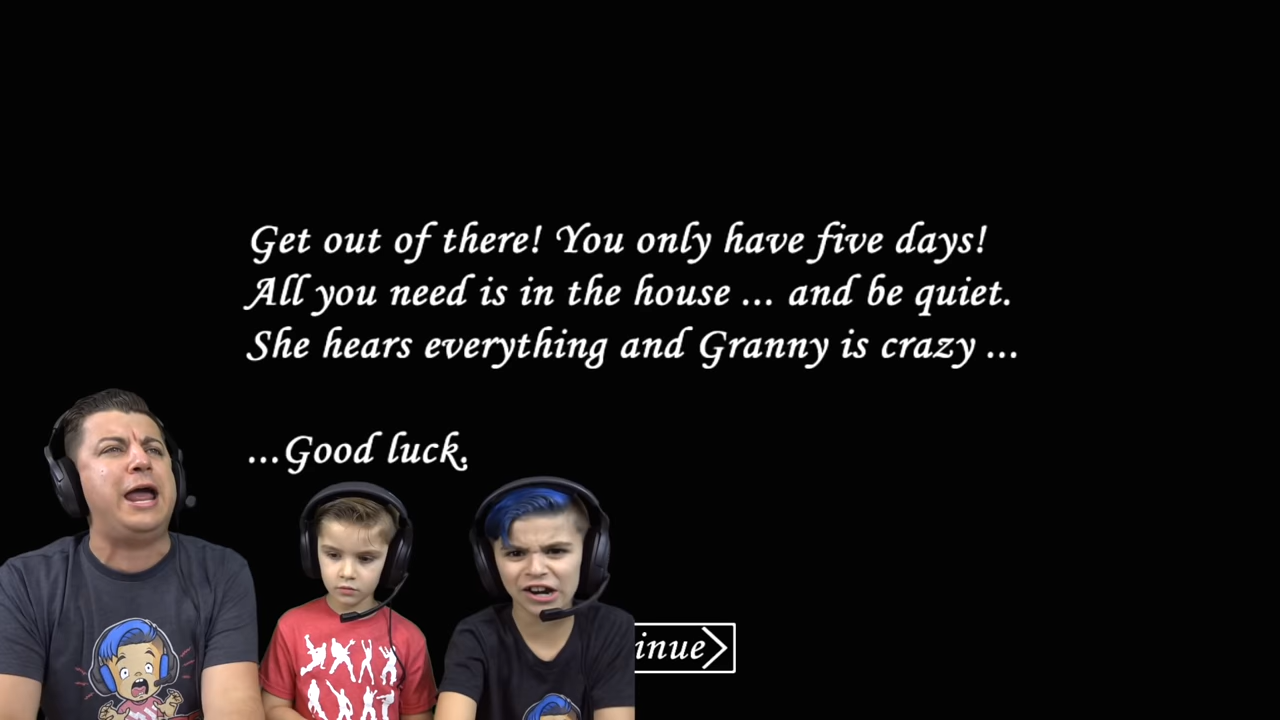 Get out of there! You only have five days!
All you need is in the house ... and be quiet.
She hears everything and Granny is crazy ...
...Good luck.
inue>